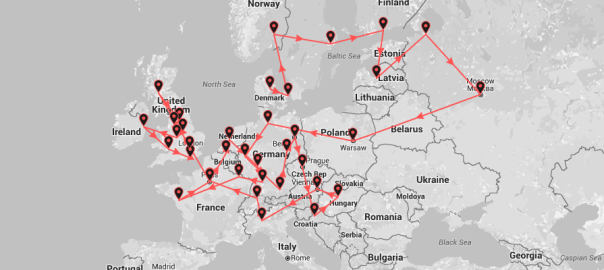 Norway
Finland
Baltic Sea
Estonia
North Sea
Latvia
Moscow
Москва
Denmark
Lithuania
United
Kingdom
Ireland
Netherlands
Poland
Belarus
London
Germany
Warsaw
Belgium
Prague
Czech Rep
Ukraine
Vienna
Slovakia
Austria
Hungary
Moldova
France
Romania
Croatia
Serbia
Italy
Black Sea
Bulgaria
Georgia
Caspian Sea
Rome
Portugal
Madrid